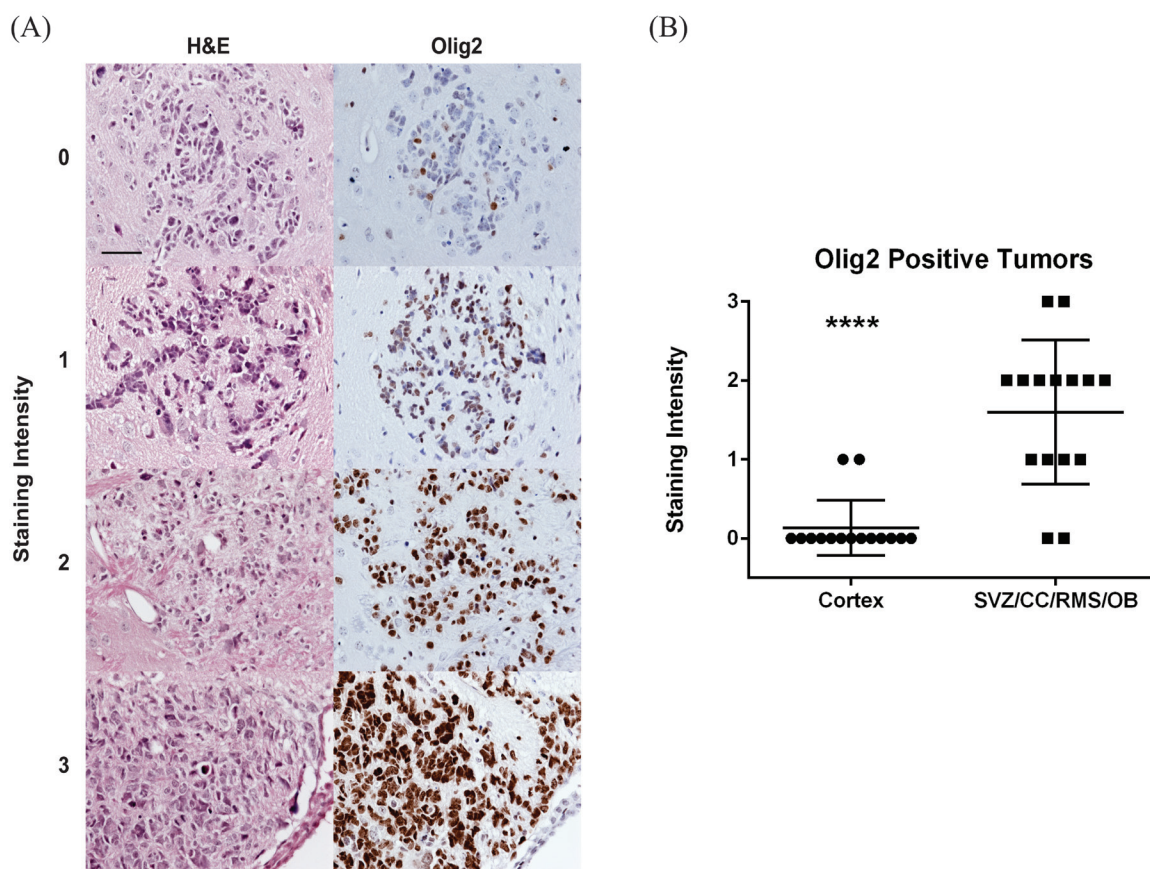 (A)
H&E
Olig2
0
1
2
3
Staining Intensity
(B)
Olig2 Positive Tumors
Staining Intensity
3
2
1
0
****
Cortex
SVZ/CC/RMS/OB